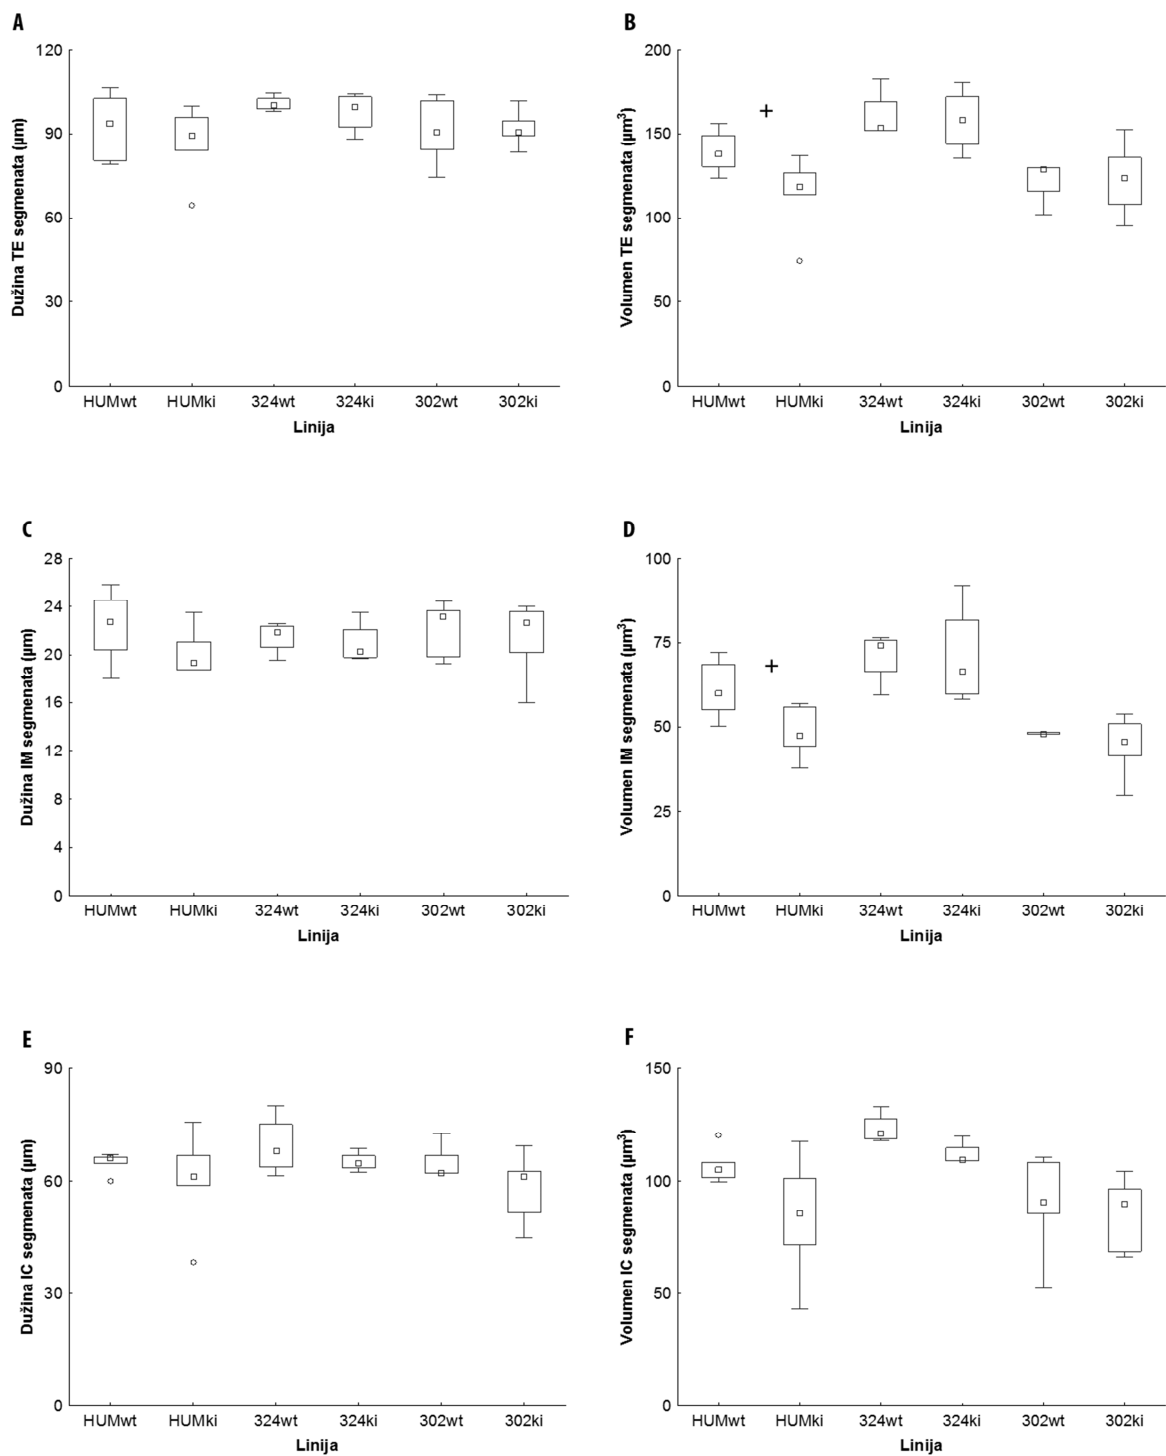 A
Dužina TE segmenata (µm)
120
90
60
30
0
HUMwt HUMki 324wt 324ki 302wt 302ki
Linija
B
Volumen TE segmenata (µm³)
200
150
100
50
0
+
HUMwt HUMki 324wt 324ki 302wt 302ki
Linija
C
Dužina IM segmenata (µm)
28
24
20
16
12
8
4
0
HUMwt HUMki 324wt 324ki 302wt 302ki
Linija
D
Volumen IM segmenata (µm³)
100
75
50
25
0
+
HUMwt HUMki 324wt 324ki 302wt 302ki
Linija
E
Dužina IC segmenata (µm)
90
60
30
0
HUMwt HUMki 324wt 324ki 302wt 302ki
Linija
F
Volumen IC segmenata (µm³)
150
100
50
0
HUMwt HUMki 324wt 324ki 302wt 302ki
Linija